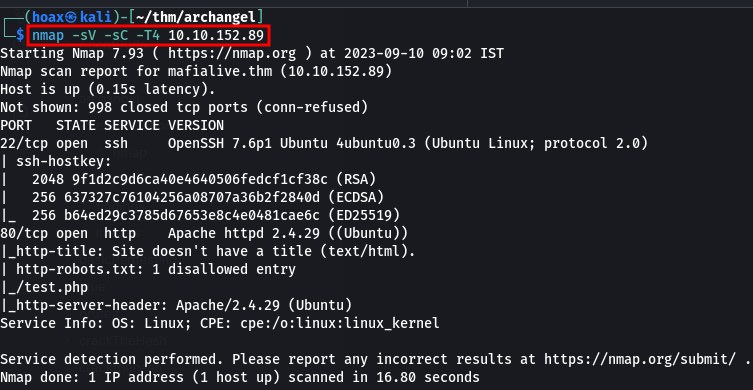 (hoax㉿kali)-[~/thm/archangel]
$ nmap -sV -sC -T4 10.10.152.89
Starting Nmap 7.93 ( https://nmap.org ) at 2023-09-10 09:02 IST
Nmap scan report for mafialive.thm (10.10.152.89)
Host is up (0.15s latency).
Not shown: 998 closed tcp ports (conn-refused)
PORT   STATE SERVICE VERSION
22/tcp open  ssh     OpenSSH 7.6p1 Ubuntu 4ubuntu0.3 (Ubuntu Linux; protocol 2.0)
| ssh-hostkey:
|   2048 9f1d2c9d6ca40e4640506fedcf1cf38c (RSA)
|   256 637327c76104256a08707a36b2f2840d (ECDSA)
|_  256 b64ed29c3785d67653e8c4e0481cae6c (ED25519)
80/tcp open  http    Apache httpd 2.4.29 ((Ubuntu))
|_http-title: Site doesn't have a title (text/html).
| http-robots.txt: 1 disallowed entry
|_/test.php
|_http-server-header: Apache/2.4.29 (Ubuntu)
Service Info: OS: Linux; CPE: cpe:/o:linux:linux_kernel

Service detection performed. Please report any incorrect results at https://nmap.org/submit/ .
Nmap done: 1 IP address (1 host up) scanned in 16.80 seconds